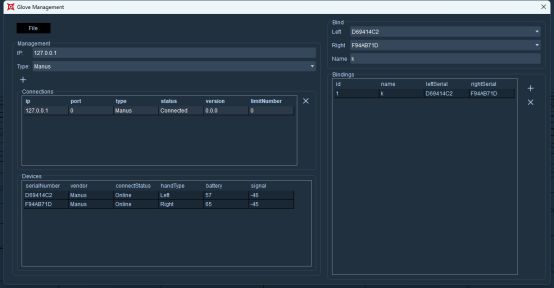 Glove Management
File
Management
IP: 127.0.0.1
Type: Manus
Connections
ip port type status version limitNumber
127.0.0.1 0 Manus Connected 0.0.0 0
Devices
serialNumber vendor connectStatus handType battery signal
D69414C2 Manus Online Left 57 -46
F94AB71D Manus Online Right 65 -45
Bind
Left D69414C2
Right F94AB71D
Name k
Bindings
id name leftSerial rightSerial
1 k D69414C2 F94AB71D